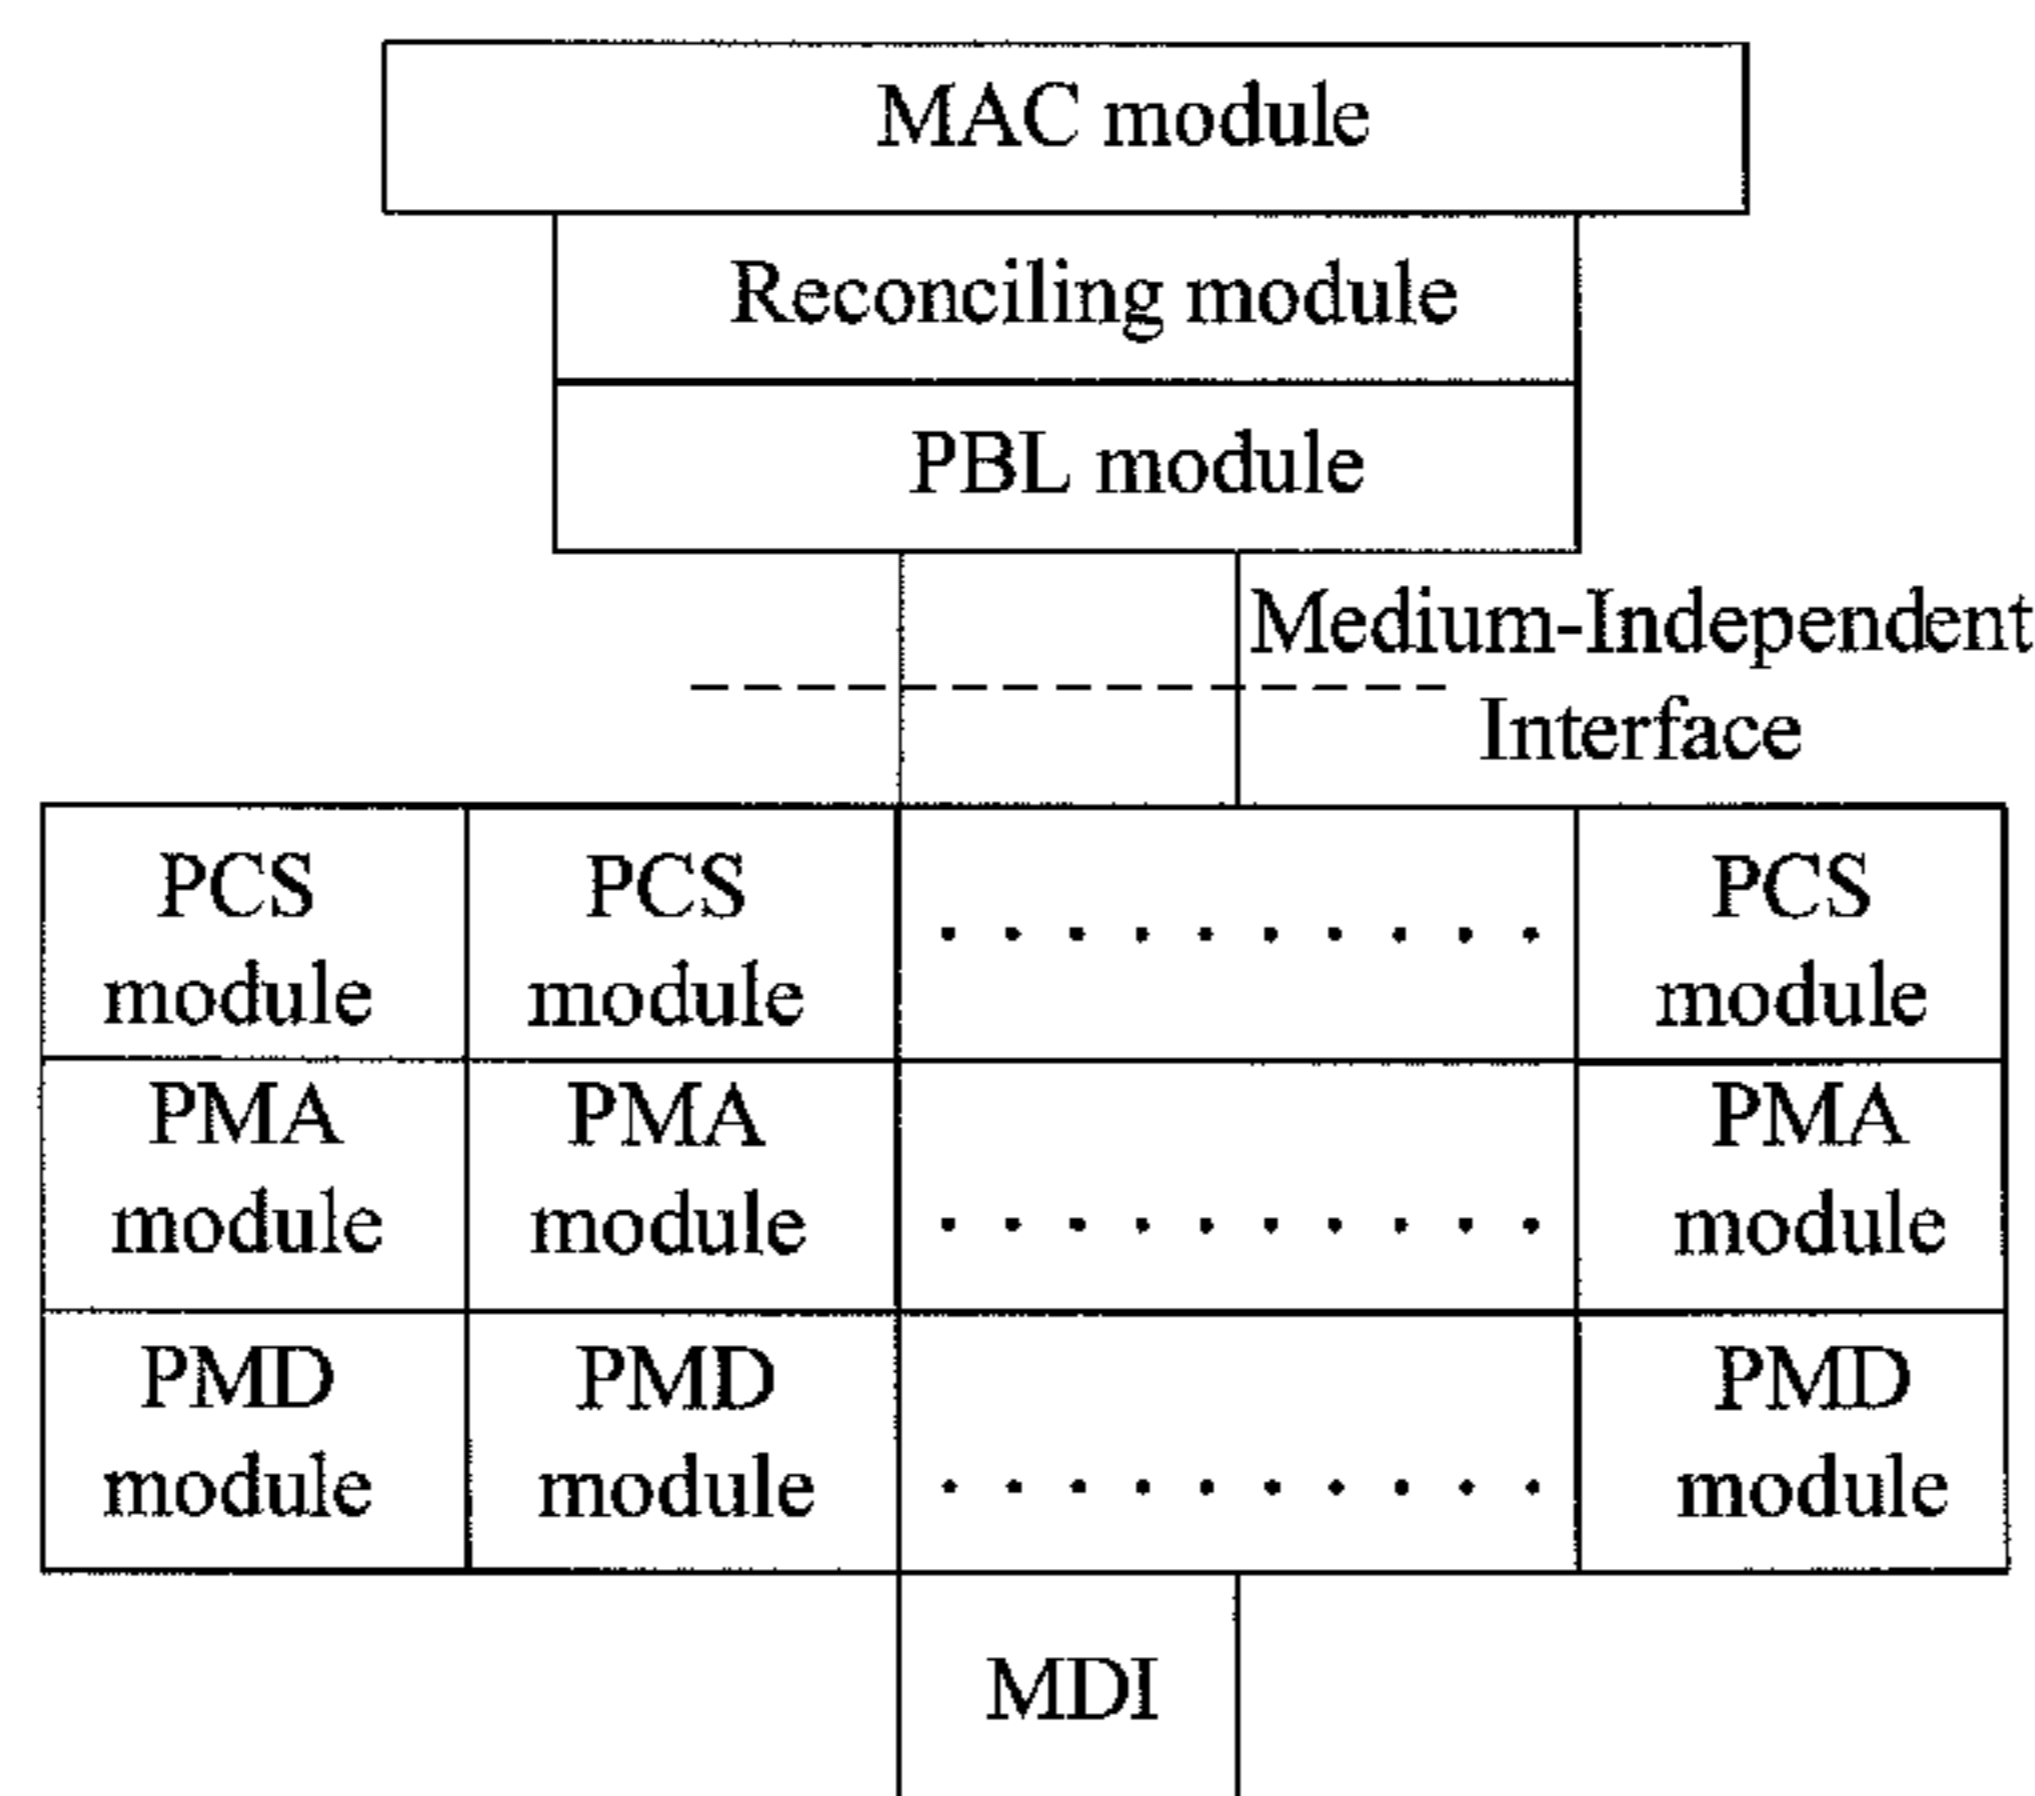 MAC module
Reconciling module
PBL module
Medium-Independent
Interface
PCS
module
PCS
module
. . . . . . . . . .
PCS
module
PMA
module
PMA
module
. . . . . . . . . .
PMA
module
PMD
module
PMD
module
. . . . . . . . . .
PMD
module
MDI